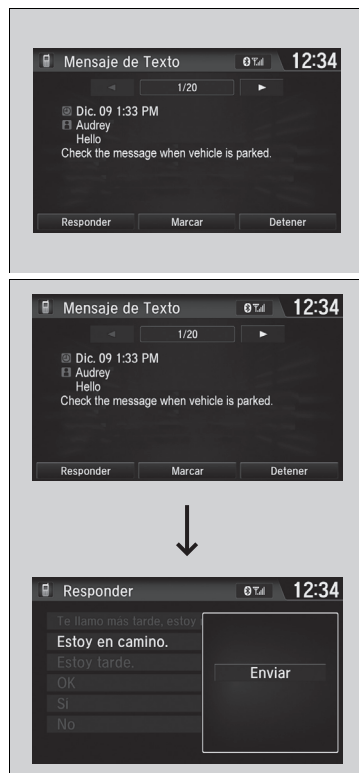 Mensaje de Texto 12:34
1/20
Dic. 09 1:33 PM
Audrey
Hello
Check the message when vehicle is parked.
Responder Marcar Detener
Mensaje de Texto 12:34
1/20
Dic. 09 1:33 PM
Audrey
Hello
Check the message when vehicle is parked.
Responder Marcar Detener
Responder 12:34
Te llamo más tarde, estoy
Estoy en camino.
Estoy tarde.
Enviar
OK
Si
No